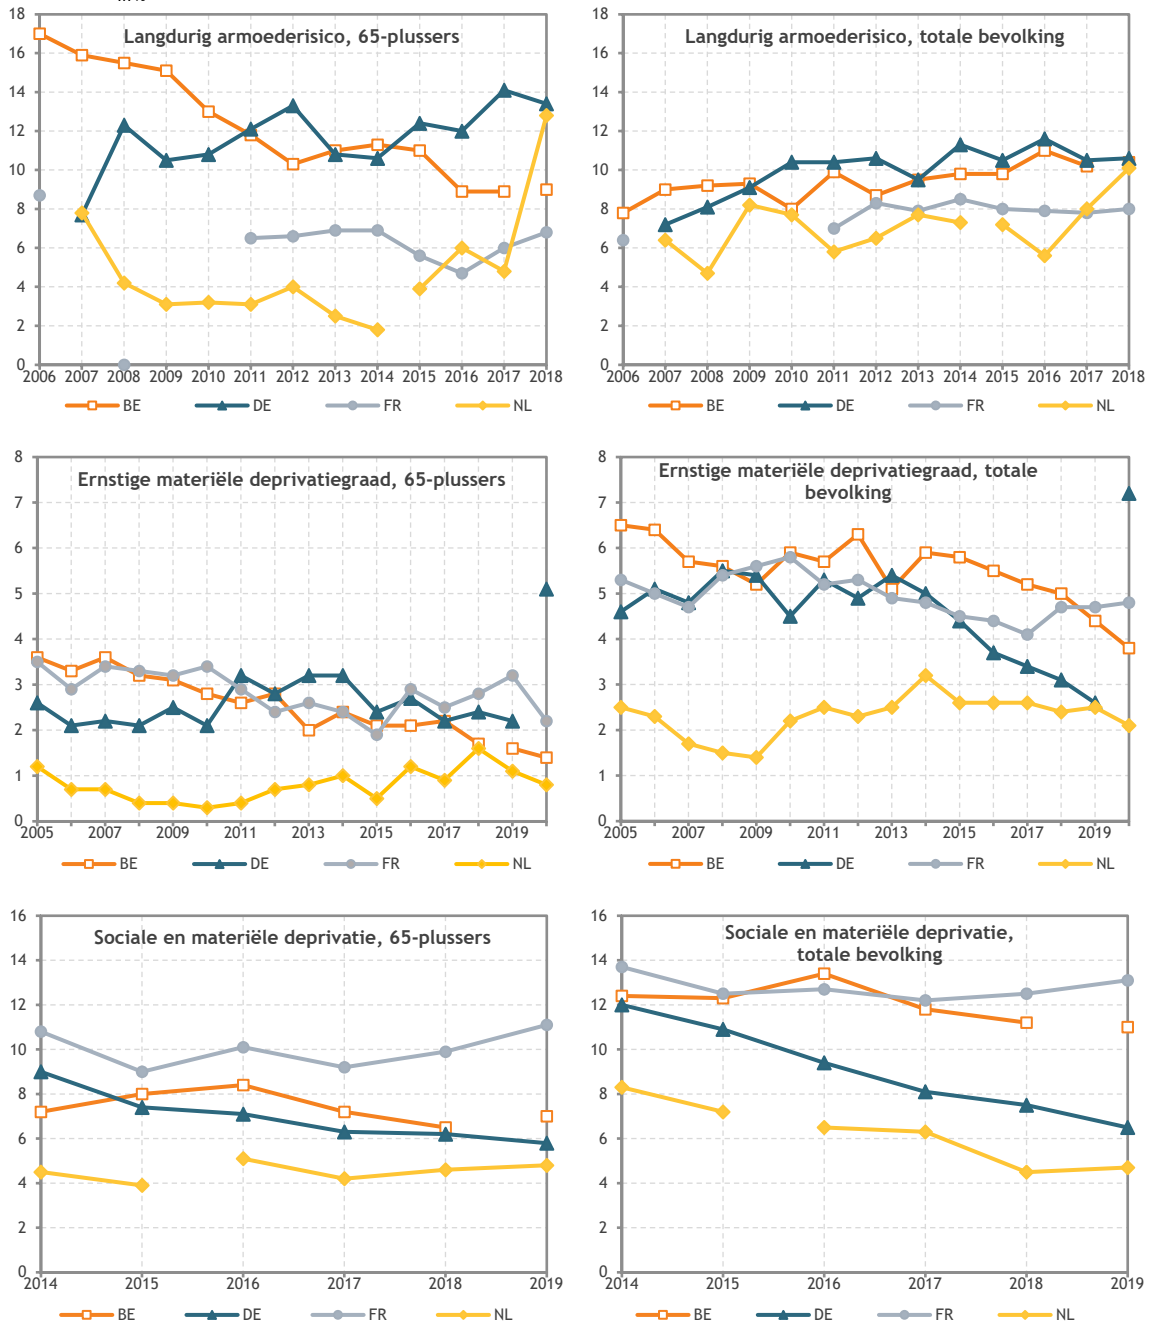 Langdurig armoederisico, 65-plussers
18
16
14
12
10
8
6
4
2
0
2006 2007 2008 2009 2010 2011 2012 2013 2014 2015 2016 2017 2018
BE DE FR NL
Langdurig armoederisico, totale bevolking
18
16
14
12
10
8
6
4
2
0
2006 2007 2008 2009 2010 2011 2012 2013 2014 2015 2016 2017 2018
BE DE FR NL
Ernstige materiële deprivatiegraad, 65-plussers
8
7
6
5
4
3
2
1
0
2005 2007 2009 2011 2013 2015 2017 2019
BE DE FR NL
Ernstige materiële deprivatiegraad, totale
bevolking
8
7
6
5
4
3
2
1
0
2005 2007 2009 2011 2013 2015 2017 2019
BE DE FR NL
Sociale en materiële deprivatie, 65-plussers
16
14
12
10
8
6
4
2
0
2014 2015 2016 2017 2018 2019
BE DE FR NL
Sociale en materiële deprivatie,
totale bevolking
16
14
12
10
8
6
4
2
0
2014 2015 2016 2017 2018 2019
BE DE FR NL